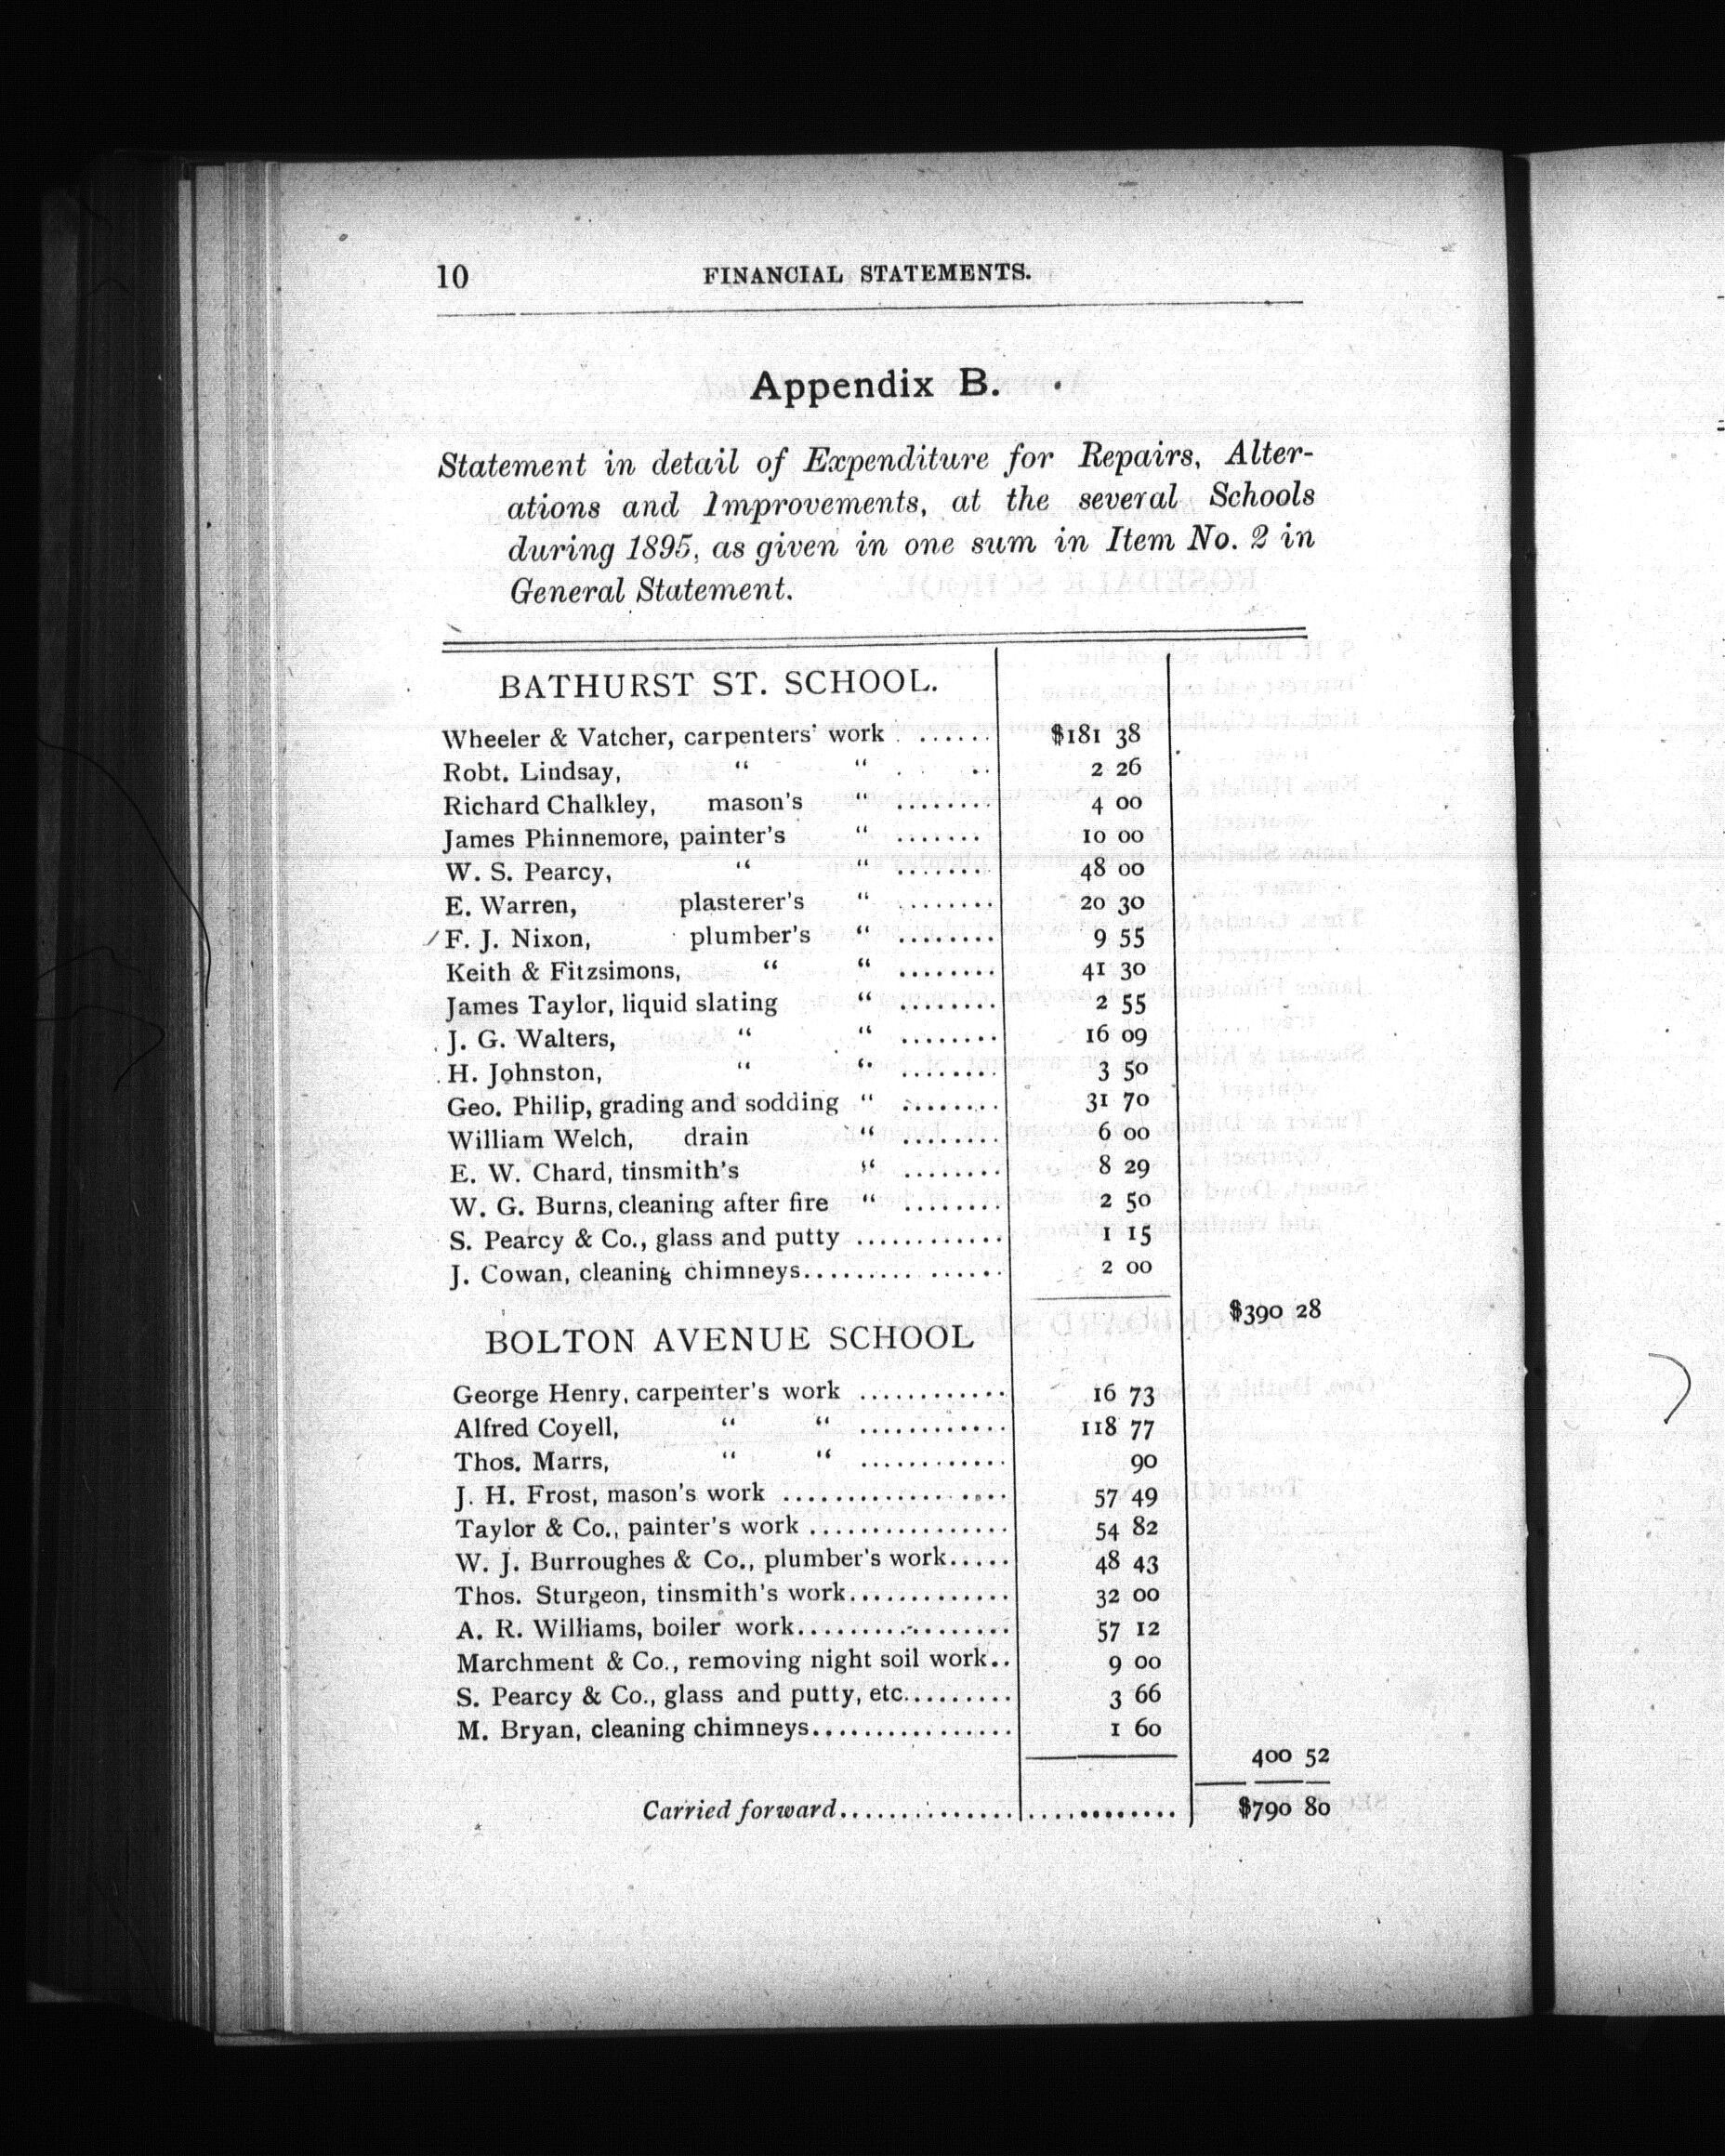 10 FINANCIAL STATEMENTS.
Appendix B.
Statement in detail of Expenditure for Repairs, Alter-
ations and Improvements, at the several Schools
during 1895, as given in one sum in Item No. 2 in
General Statement.
BATHURST ST. SCHOOL.
Wheeler & Vatcher, carpenters' work ...... $181 38
Robt. Lindsay, " " . .. 2 26
Richard Chalkley, mason's " ........ 4 00
James Phinnemore, painter's " ....... 10 00
W. S. Pearcy, " " ....... 48 00
E. Warren, plasterer's " ........ 20 30
F. J. Nixon, plumber's " ........ 9 55
Keith & Fitzsimons, " " ........ 41 30
James Taylor, liquid slating " ........ 2 55
J. G. Walters, " " ........ 16 09
H. Johnston, " " ........ 3 50
Geo. Philip, grading and sodding " ........ 31 70
William Welch, drain " ........ 6 00
E. W. Chard, tinsmith's " ........ 8 29
W. G. Burns, cleaning after fire " ........ 2 50
S. Pearcy & Co., glass and putty ............ 1 15
J. Cowan, cleaning chimneys......... ...... 2 00
$390 28
BOLTON AVENUE SCHOOL
George Henry, carpenter's work ............ 16 73
Alfred Coyell, " " ............ 118 77
Thos. Marrs, " " ............ 90
J. H. Frost, mason's work .................. 57 49
Taylor & Co., painter's work ................ 54 82
W. J. Burroughes & Co., plumber's work..... 48 43
Thos. Sturgeon, tinsmith's work............. 32 00
A. R. Williams, boiler work................. 57 12
Marchment & Co., removing night soil work.. 9 00
S. Pearcy & Co., glass and putty, etc......... 3 66
M. Bryan, cleaning chimneys................ 1 60
400 52
Carried forward......................... $790 80